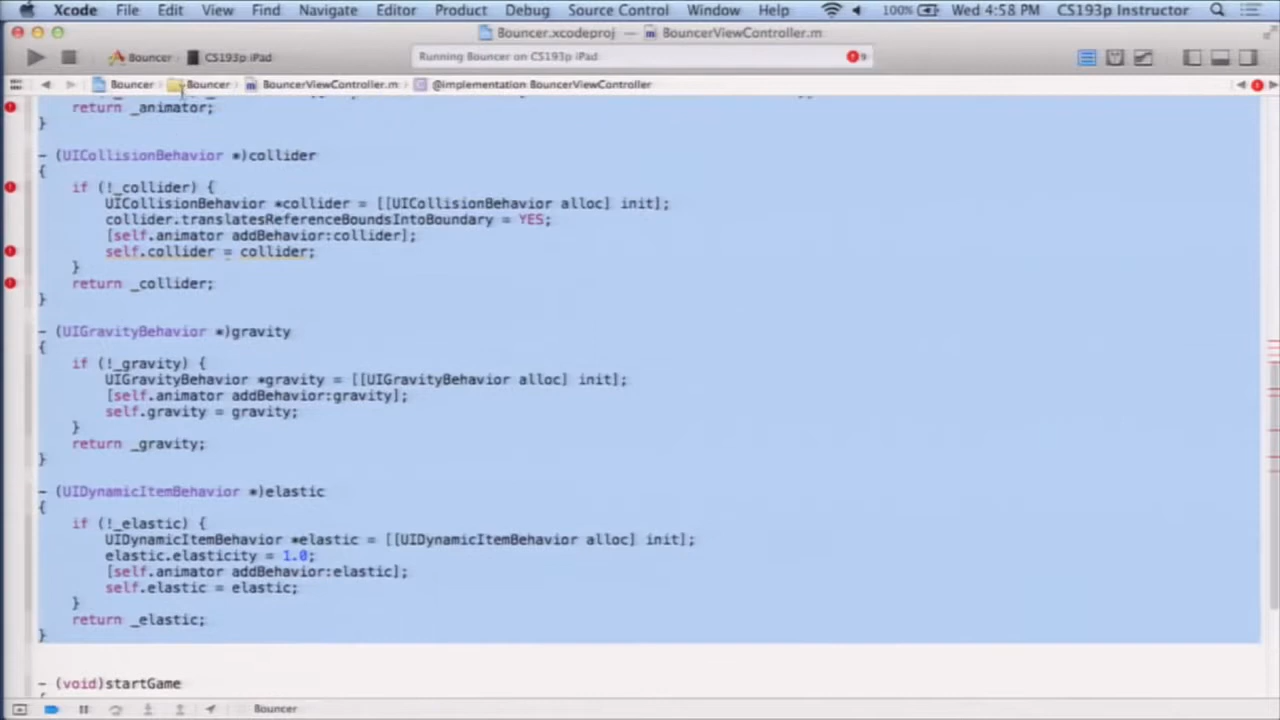 Xcode File Edit View Find Navigate Editor Product Debug Source Control Window Help 100% Wed 4:58 PM CS193p Instructor
Bouncer.xcodeproj — BouncerViewController.m
Bouncer CS193p iPad Running Bouncer on CS193p iPad 9
Bouncer Bouncer BouncerViewController.m @implementation BouncerViewController
return _animator;
}
- (UICollisionBehavior *)collider
{
if (!_collider) {
UICollisionBehavior *collider = [[UICollisionBehavior alloc] init];
collider.translatesReferenceBoundsIntoBoundary = YES;
[self.animator addBehavior:collider];
self.collider = collider;
}
return _collider;
}
- (UIGravityBehavior *)gravity
{
if (!_gravity) {
UIGravityBehavior *gravity = [[UIGravityBehavior alloc] init];
[self.animator addBehavior:gravity];
self.gravity = gravity;
}
return _gravity;
}
- (UIDynamicItemBehavior *)elastic
{
if (!_elastic) {
UIDynamicItemBehavior *elastic = [[UIDynamicItemBehavior alloc] init];
elastic.elasticity = 1.0;
[self.animator addBehavior:elastic];
self.elastic = elastic;
}
return _elastic;
}
- (void)startGame
Bouncer